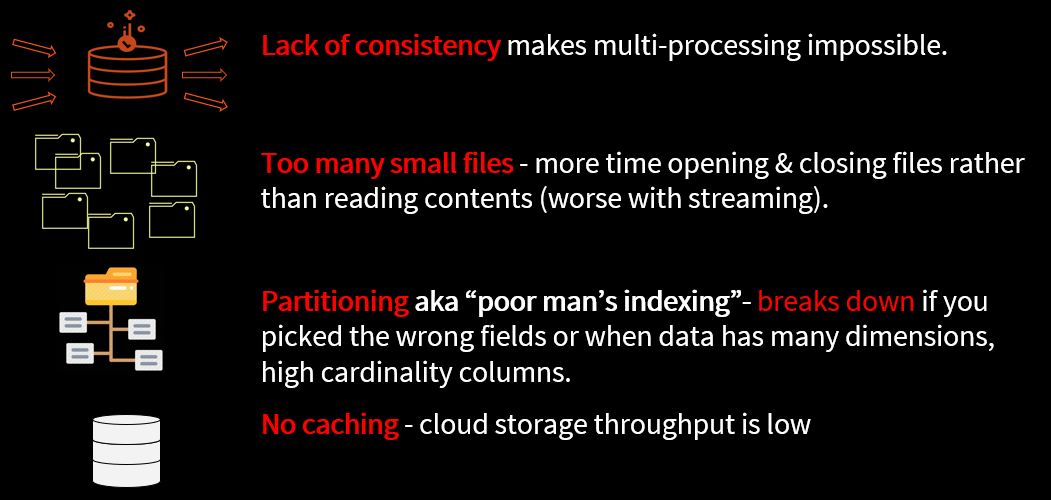 Lack of consistency makes multi-processing impossible.
Too many small files - more time opening & closing files rather
than reading contents (worse with streaming).
Partitioning aka “poor man’s indexing”- breaks down if you
picked the wrong fields or when data has many dimensions,
high cardinality columns.
No caching - cloud storage throughput is low